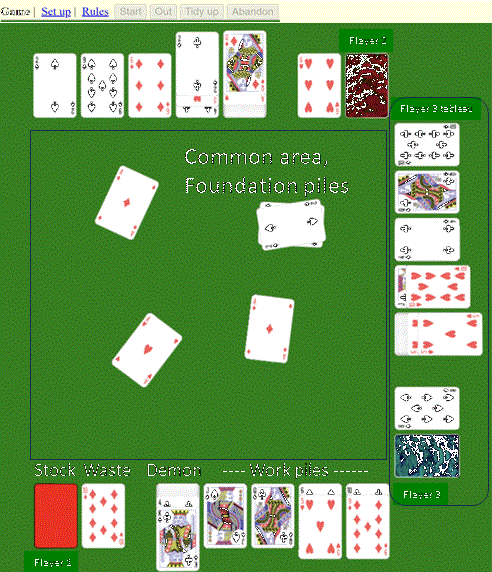 Game | Set up | Rules Start Out Tidy up Abandon
Player 1
Player 3 tableau
Common area,
Foundation piles
Stock Waste Demon ---- Work piles ------
Player 3
Player 2